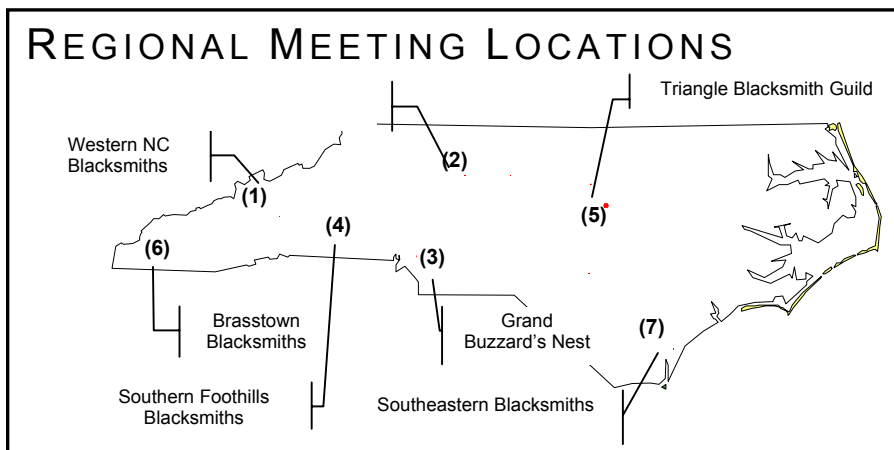 REGIONAL MEETING LOCATIONS
Triangle Blacksmith Guild
Western NC
Blacksmiths
(2)
(1)
(5)
(4)
(6)
(3)
Brasstown
Blacksmiths
Grand
Buzzard's Nest
(7)
Southern Foothills
Blacksmiths
Southeastern Blacksmiths